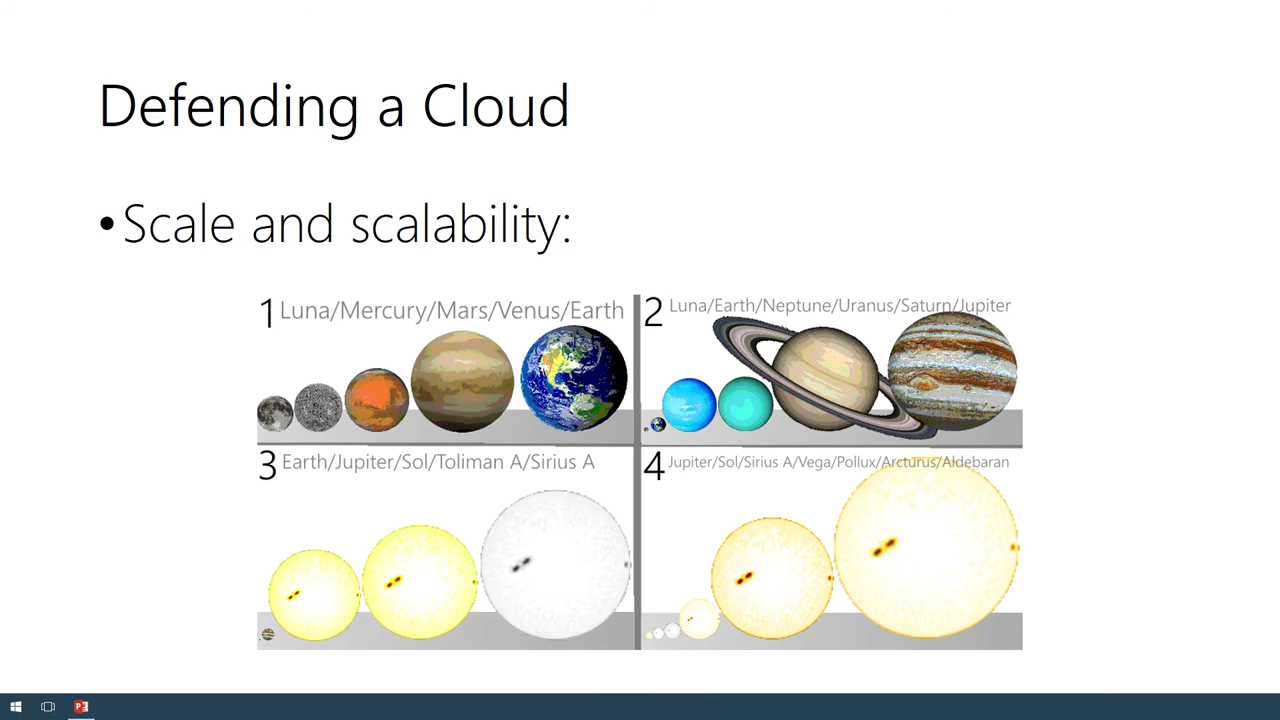 Defending a Cloud
•Scale and scalability:
1 Luna/Mercury/Mars/Venus/Earth
2 Luna/Earth/Neptune/Uranus/Saturn/Jupiter
3 Earth/Jupiter/Sol/Toliman A/Sirius A
4 Jupiter/Sol/Sirius A/Vega/Pollux/Arcturus/Aldebaran